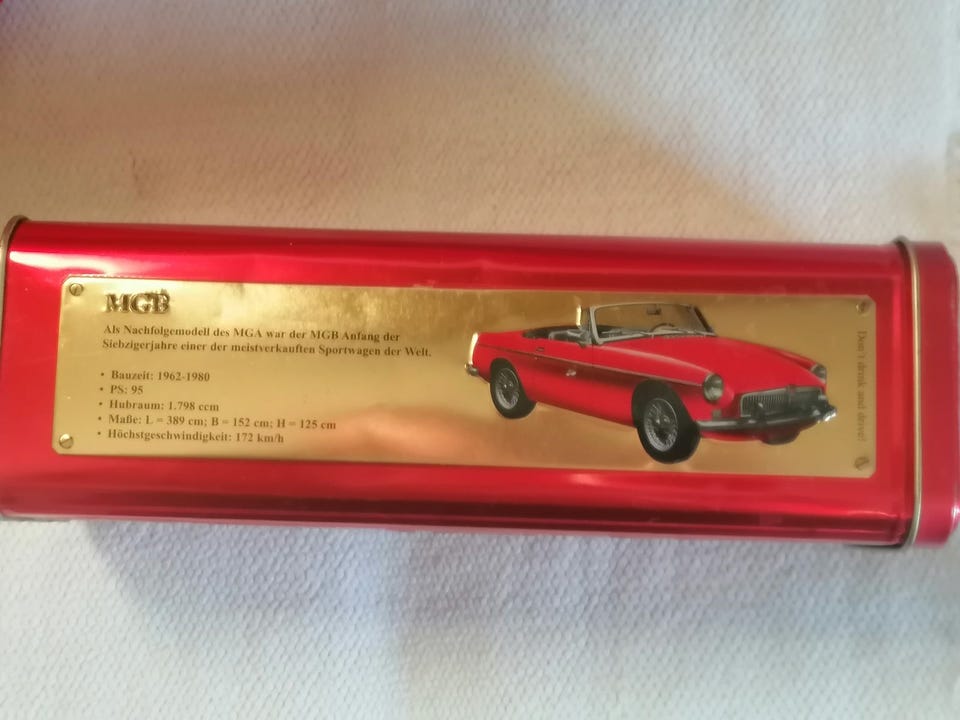 MGB
Als Nachfolgemodell des MGA war der MGB Anfang der
Siebzigerjahre einer der meistverkauften Sportwagen der Welt.
• Bauzeit: 1962-1980
• PS: 95
• Hubraum: 1.798 ccm
• Maße: L = 389 cm; B = 152 cm; H = 125 cm
• Höchstgeschwindigkeit: 172 km/h
Don't drink and drive!